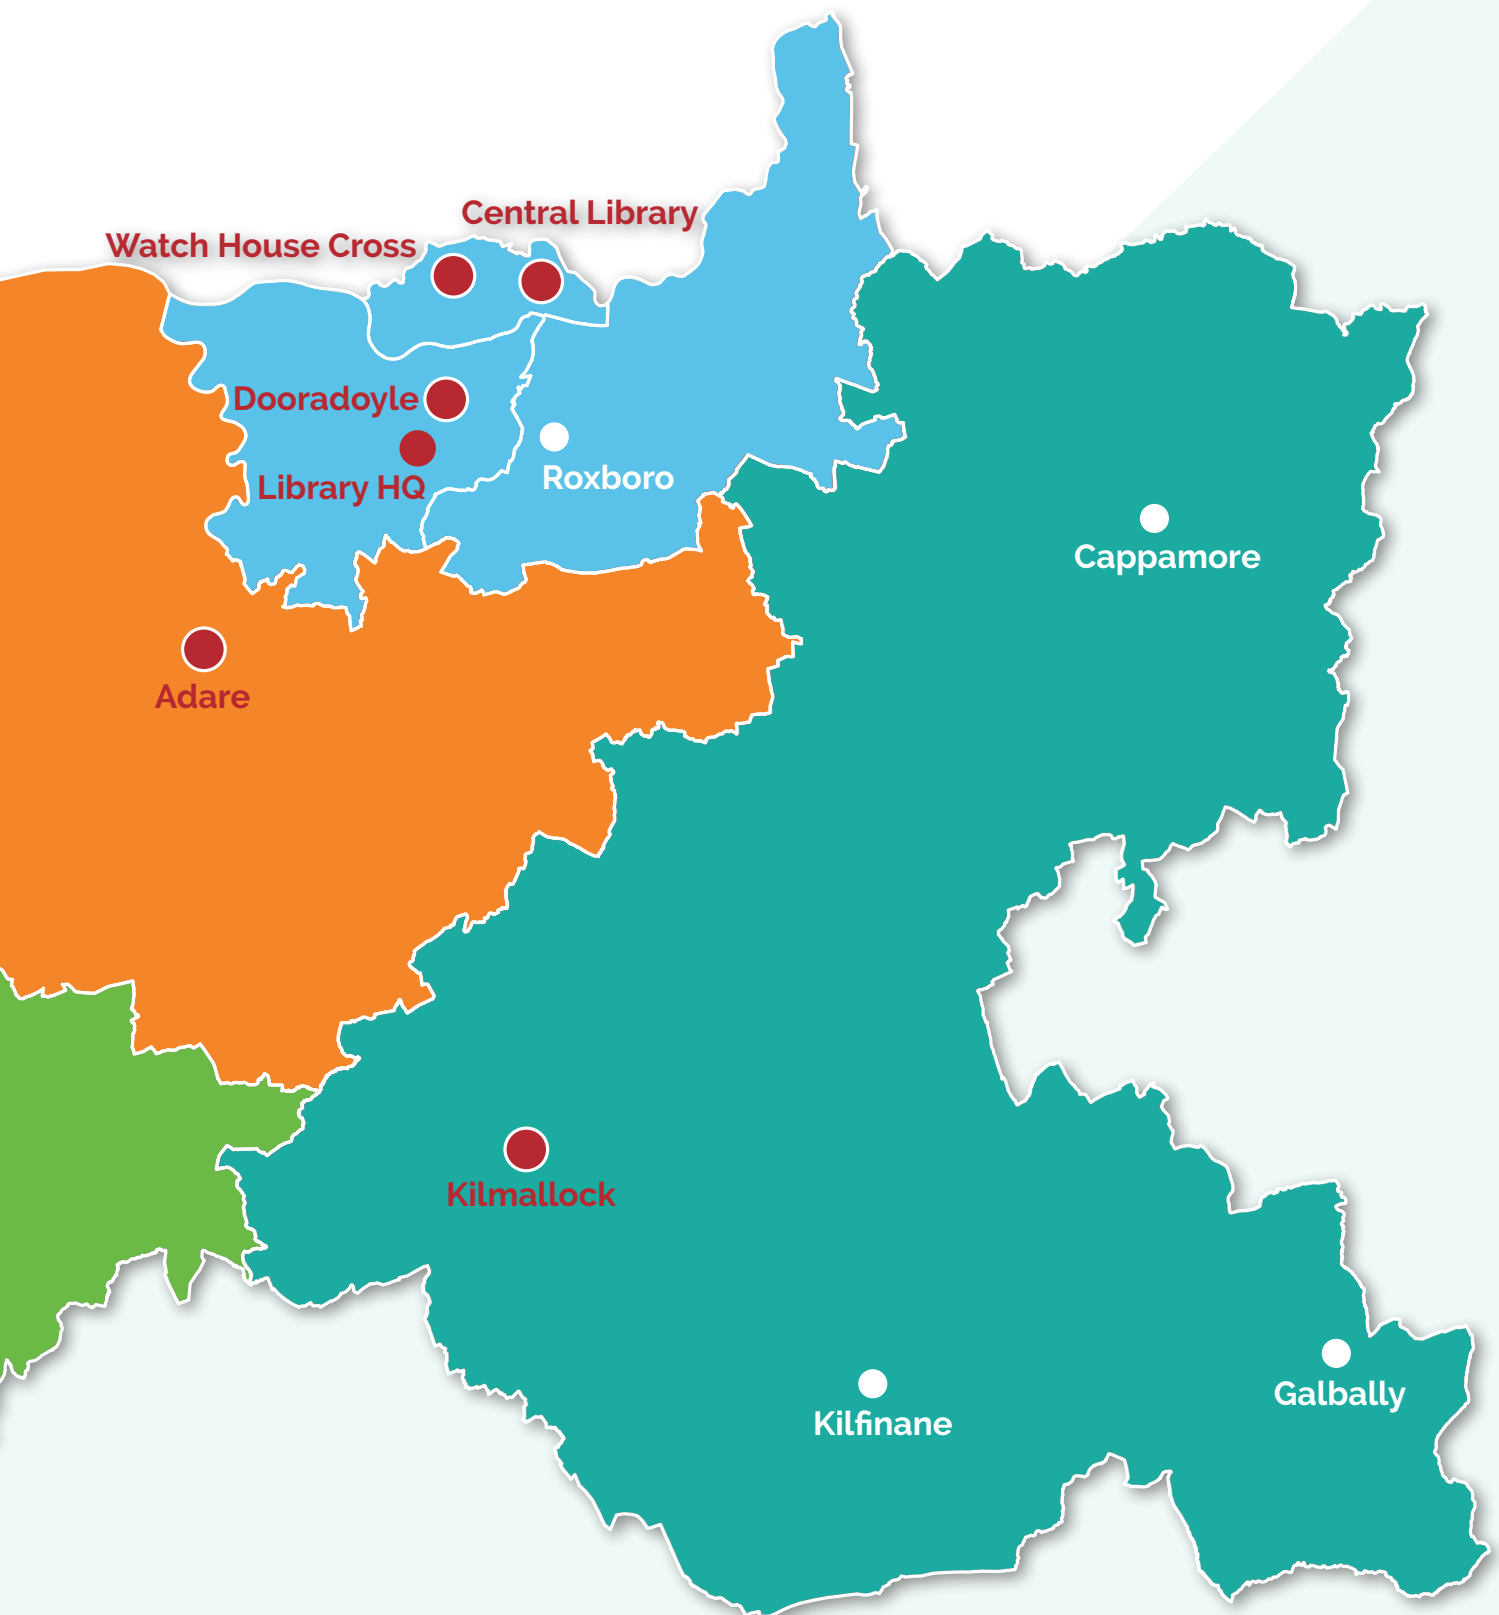 Central Library
Watch House Cross
Dooradoyle
Roxboro
Library HQ
Cappamore
Adare
Kilmallock
Galbally
Kilfinane